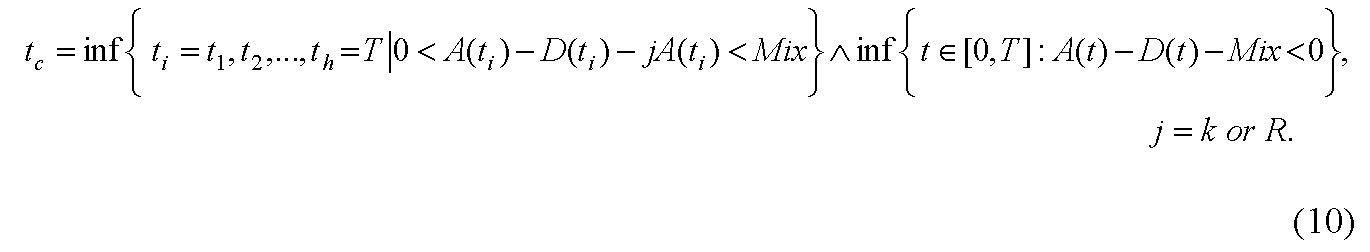 t_c = inf{ t_i = t_1, t_2, ..., t_h = T | 0 < A(t_i) − D(t_i) − jA(t_i) < Mix } ∧ inf{ t ∈ [0, T] : A(t) − D(t) − Mix < 0 },
j = k or R.
(10)